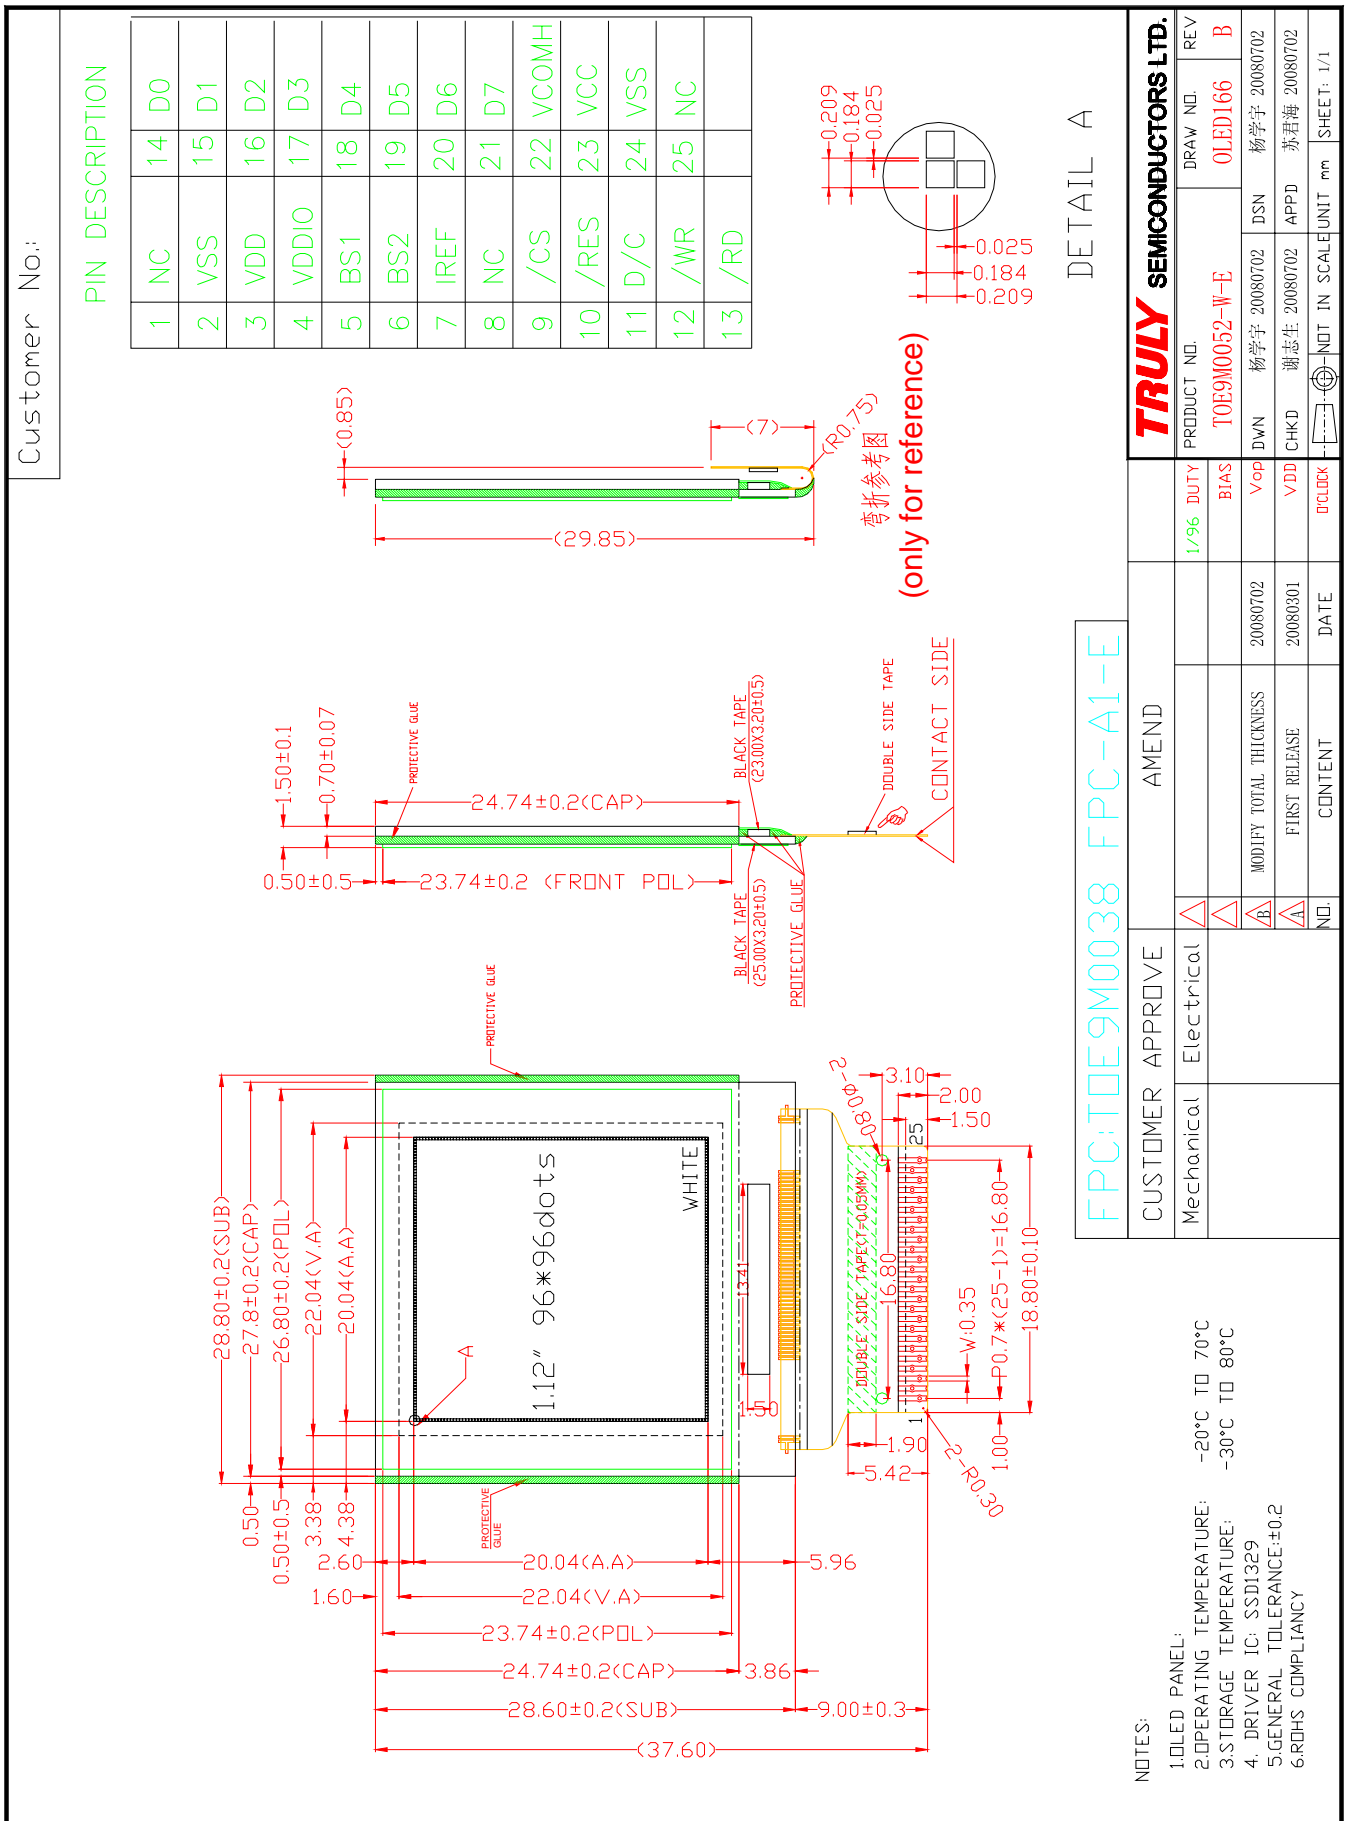 Customer No.:
PIN DESCRIPTION
1 NC 14 D0
2 VSS 15 D1
3 VDD 16 D2
4 VDDIO 17 D3
5 BS1 18 D4
6 BS2 19 D5
7 IREF 20 D6
8 NC 21 D7
9 /CS 22 VCOMH
10 /RES 23 VCC
11 D/C 24 VSS
12 /WR 25 NC
13 /RD
28.80±0.2(SUB)
27.8±0.2(CAP)
26.80±0.2(POL)
22.04(V.A)
20.04(A.A)
0.50
0.50±0.5
3.38
4.38
A
1.12" 96*96dots
WHITE
PROTECTIVE GLUE
PROTECTIVE
GLUE
2.60
20.04(A.A)
5.96
1.60
22.04(V.A)
23.74±0.2(POL)
24.74±0.2(CAP)
3.86
28.60±0.2(SUB)
9.00±0.3
(37.60)
13.41
1.50
2-Φ0.80
3.10
2.00
1.50
DOUBLE SIDE TAPE(T=0.05MM)
16.80
1
25
W:0.35
P0.7*(25-1)=16.80
18.80±0.10
1.00
1.90
5.42
2-R0.30
1.50±0.1
0.70±0.07
PROTECTIVE GLUE
24.74±0.2(CAP)
0.50±0.5
23.74±0.2 (FRONT POL)
BLACK TAPE
(23.00X3.20±0.5)
BLACK TAPE
(25.00X3.20±0.5)
PROTECTIVE GLUE
DOUBLE SIDE TAPE
CONTACT SIDE
(0.85)
(7)
(R0.75)
(29.85)
弯折参考图
(only for reference)
0.209
0.184
0.025
0.025
0.184
0.209
DETAIL A
FPC:TOE9M0038 FPC-A1-E
NOTES:
1.OLED PANEL:
2.OPERATING TEMPERATURE: -20°C TO 70°C
3.STORAGE TEMPERATURE: -30°C TO 80°C
4. DRIVER IC: SSD1329
5.GENERAL TOLERANCE:±0.2
6.ROHS COMPLIANCY
CUSTOMER APPROVE
Mechanical Electrical
AMEND
B MODIFY TOTAL THICKNESS 20080702
A FIRST RELEASE 20080301
NO. CONTENT DATE
1/96 DUTY
BIAS
Vop
VDD
O'CLOCK
TRULY SEMICONDUCTORS LTD.
PRODUCT NO. DRAW NO. REV
TOE9M0052-W-E OLED166 B
DWN 杨学宇 20080702 DSN 杨学宇 20080702
CHKD 谢志生 20080702 APPD 苏君海 20080702
NOT IN SCALE UNIT mm SHEET: 1/1